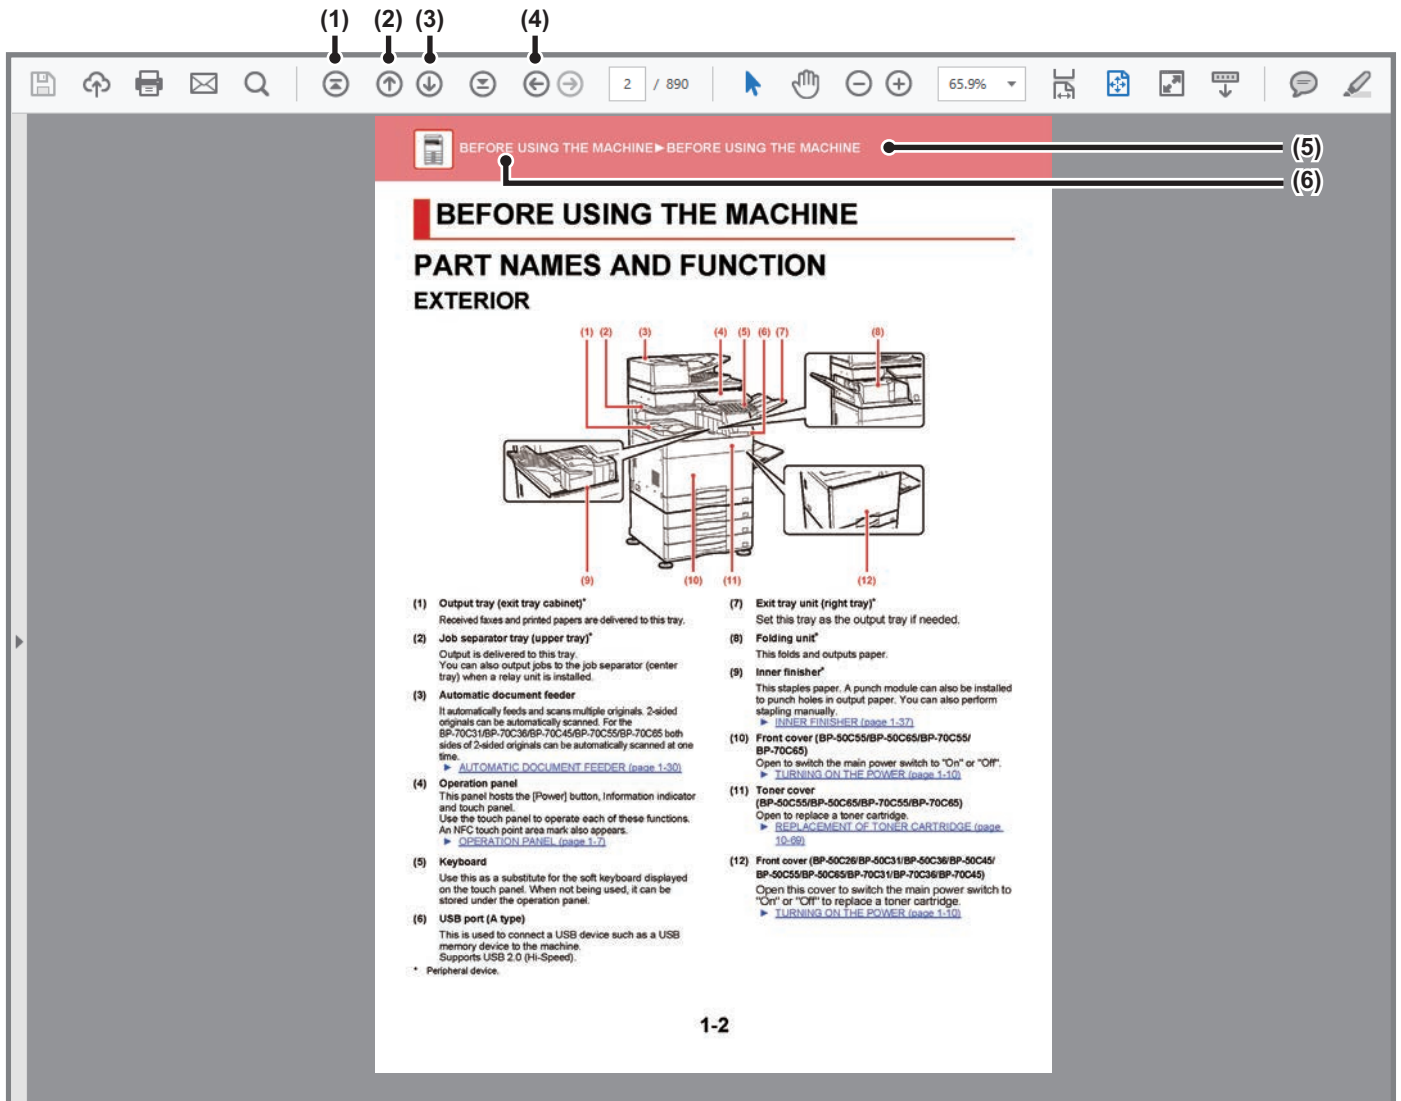 (1) (2) (3) (4)
2 / 890 65.9%
BEFORE USING THE MACHINE►BEFORE USING THE MACHINE
(5)
(6)
BEFORE USING THE MACHINE
PART NAMES AND FUNCTION
EXTERIOR
(1) (2) (3) (4) (5) (6) (7) (8)
(9) (10) (11) (12)
(1) Output tray (exit tray cabinet)*
Received faxes and printed papers are delivered to this tray.
(2) Job separator tray (upper tray)*
Output is delivered to this tray.
You can also output jobs to the job separator (center
tray) when a relay unit is installed.
(3) Automatic document feeder
It automatically feeds and scans multiple originals. 2-sided
originals can be automatically scanned. For the
BP-70C31/BP-70C36/BP-70C45/BP-70C55/BP-70C65 both
sides of 2-sided originals can be automatically scanned at one
time.
► AUTOMATIC DOCUMENT FEEDER (page 1-30)
(4) Operation panel
This panel hosts the [Power] button, Information indicator
and touch panel.
Use the touch panel to operate each of these functions.
An NFC touch point area mark also appears.
► OPERATION PANEL (page 1-7)
(5) Keyboard
Use this as a substitute for the soft keyboard displayed
on the touch panel. When not being used, it can be
stored under the operation panel.
(6) USB port (A type)
This is used to connect a USB device such as a USB
memory device to the machine.
Supports USB 2.0 (Hi-Speed).
* Peripheral device.
(7) Exit tray unit (right tray)*
Set this tray as the output tray if needed.
(8) Folding unit*
This folds and outputs paper.
(9) Inner finisher*
This staples paper. A punch module can also be installed
to punch holes in output paper. You can also perform
stapling manually.
► INNER FINISHER (page 1-37)
(10) Front cover (BP-50C55/BP-50C65/BP-70C55/
BP-70C65)
Open to switch the main power switch to "On" or "Off".
► TURNING ON THE POWER (page 1-10)
(11) Toner cover
(BP-50C55/BP-50C65/BP-70C55/BP-70C65)
Open to replace a toner cartridge.
► REPLACEMENT OF TONER CARTRIDGE (page
10-69)
(12) Front cover (BP-50C26/BP-50C31/BP-50C36/BP-50C45/
BP-50C55/BP-50C65/BP-70C31/BP-70C36/BP-70C45)
Open this cover to switch the main power switch to
"On" or "Off" to replace a toner cartridge.
► TURNING ON THE POWER (page 1-10)
1-2